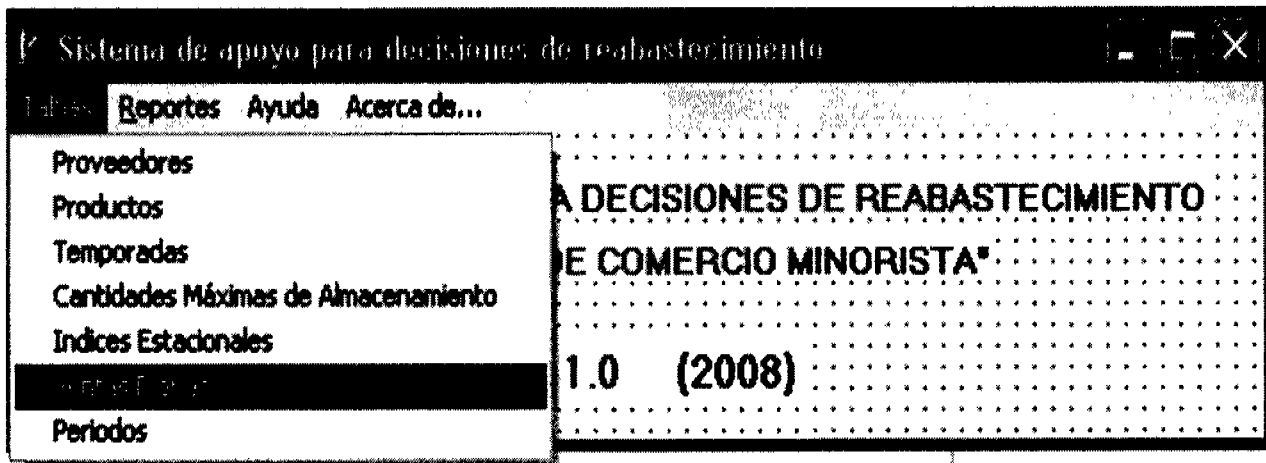 Sistema de apoyo para decisiones de reabastecimiento
Reportes Ayuda Acerca de...
Proveedores
Productos
Temporadas
Cantidades Máximas de Almacenamiento
Indices Estacionales
Periodos
A DECISIONES DE REABASTECIMIENTO
E COMERCIO MINORISTA"
1.0 (2008)